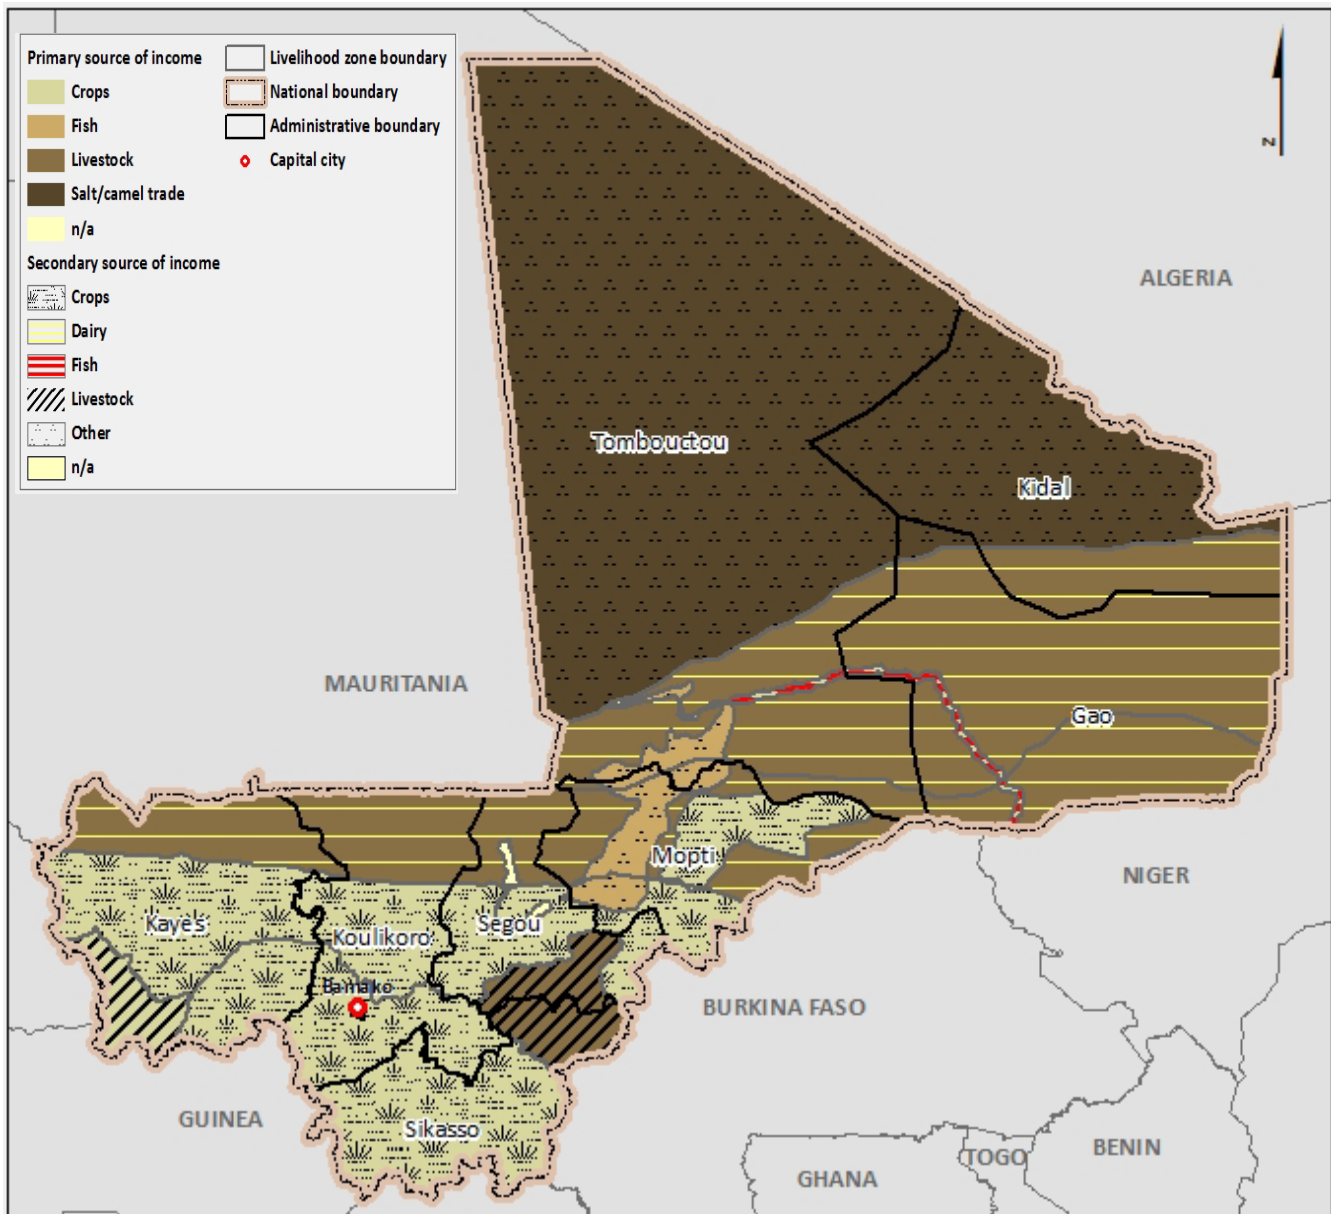 Primary source of income
Crops
Fish
Livestock
Salt/camel trade
n/a
Secondary source of income
Crops
Dairy
Fish
Livestock
Other
n/a
Livelihood zone boundary
National boundary
Administrative boundary
Capital city
N
ALGERIA
Tombouctou
Kidal
MAURITANIA
Gao
Mopti
NIGER
Kayes
Koulikoro
Segou
Bamako
BURKINA FASO
GUINEA
Sikasso
BENIN
TOGO
GHANA